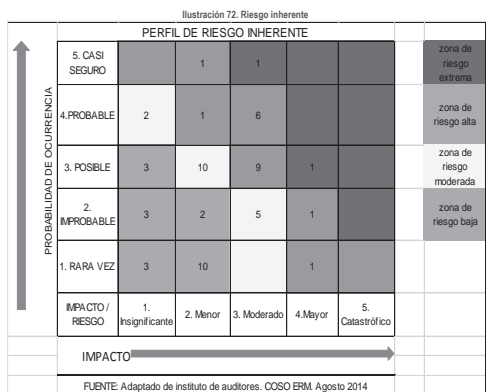 Ilustración 72. Riesgo inherente
PERFIL DE RIESGO INHERENTE
PROBABILIDAD DE OCURRENCIA
5. CASI
SEGURO
1
1
4.PROBABLE
2
1
6
3. POSIBLE
3
10
9
1
2.
IMPROBABLE
3
2
5
1
1. RARA VEZ
3
10
1
IMPACTO /
RIESGO
1.
Insignificante
2. Menor
3. Moderado
4.Mayor
5.
Catastrófico
IMPACTO
zona de
riesgo
extrema
zona de
riesgo alta
zona de
riesgo
moderada
zona de
riesgo baja
FUENTE: Adaptado de instituto de auditores. COSO ERM. Agosto 2014